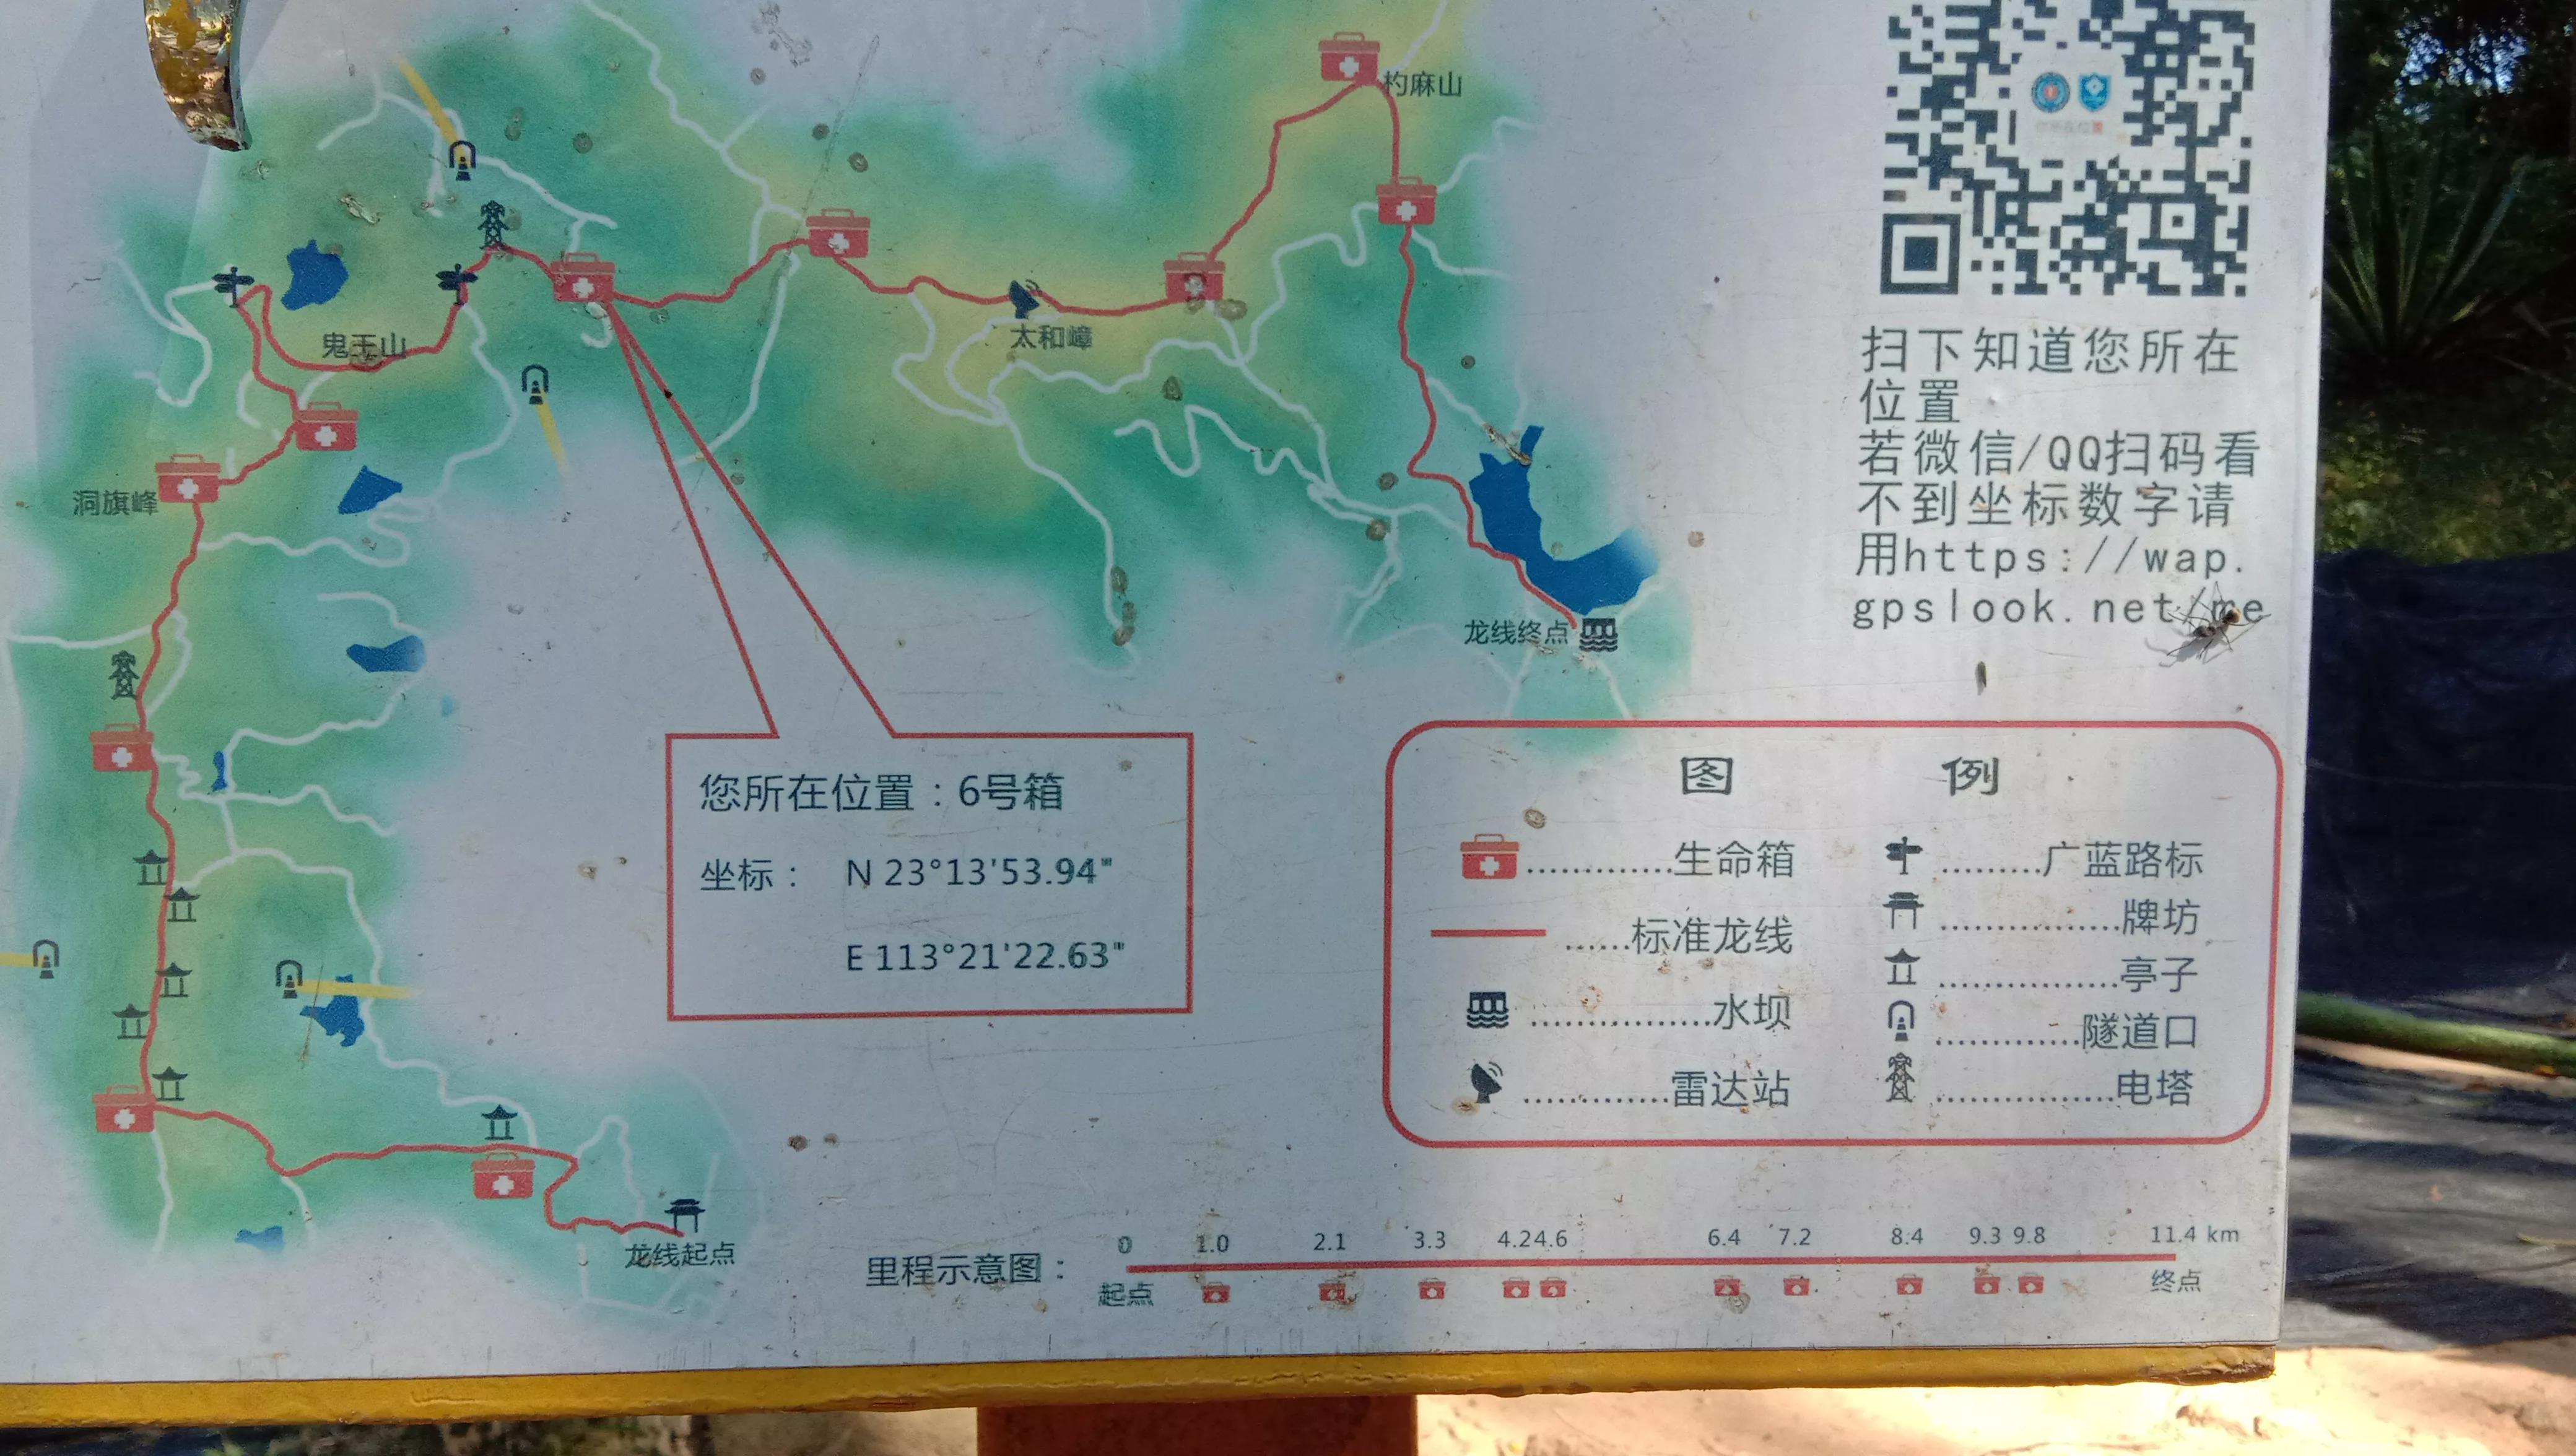 杓麻山
鬼王山
太和嶂
洞旗峰
龙线终点
龙线起点
扫下知道您所在
位置
若微信/QQ扫码看
不到坐标数字请
用https://wap.
gpslook.net/me
您所在位置：6号箱
坐标： N 23°13'53.94"
E 113°21'22.63"
图 例
生命箱
标准龙线
水坝
雷达站
广蓝路标
牌坊
亭子
隧道口
电塔
里程示意图：
0 1.0 2.1 3.3 4.2 4.6 6.4 7.2 8.4 9.3 9.8 11.4 km
起点 终点